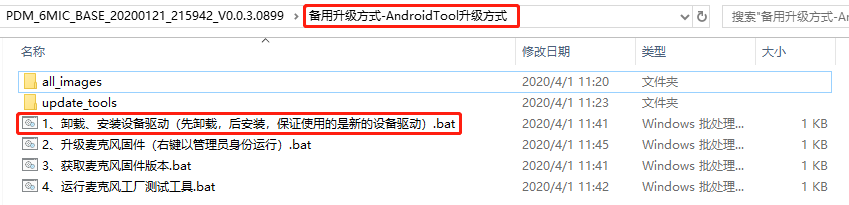 PDM_6MIC_BASE_20200121_215942_V0.0.3.0899 > 备用升级方式-AndroidTool升级方式 搜索"备用升级方式-A
名称 修改日期 类型 大小
all_images 2020/4/1 11:20 文件夹
update_tools 2020/4/1 11:23 文件夹
1、卸载、安装设备驱动（先卸载，后安装，保证使用的是新的设备驱动）.bat 2020/4/1 11:41 Windows 批处理... 1 KB
2、升级麦克风固件（右键以管理员身份运行）.bat 2020/4/1 11:45 Windows 批处理... 1 KB
3、获取麦克风固件版本.bat 2020/4/1 11:41 Windows 批处理... 1 KB
4、运行麦克风工厂测试工具.bat 2020/4/1 11:42 Windows 批处理... 1 KB